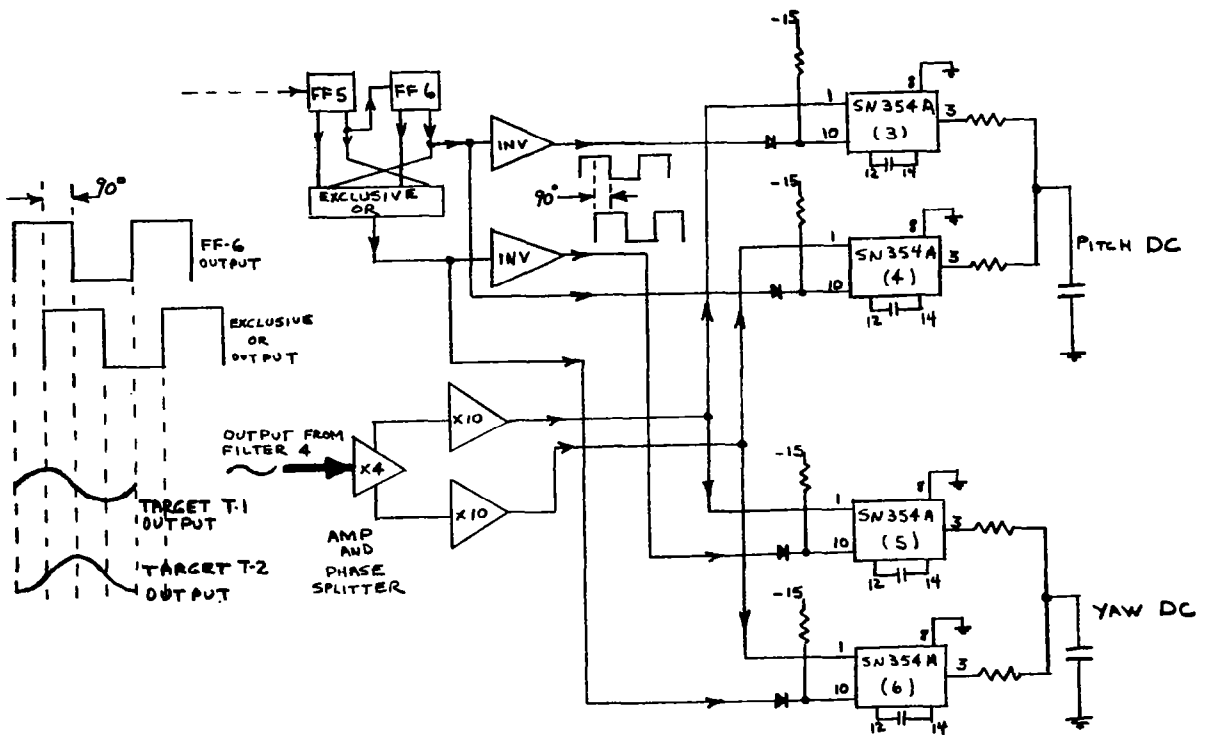 -15
8
FF5
FF6
1
SN354A
3
INV
10
(3)
12
14
90°
EXCLUSIVE
OR
90°
-15
8
1
SN354A
3
PITCH DC
INV
10
(4)
12
14
FF-6
OUTPUT
EXCLUSIVE
OR
OUTPUT
×10
OUTPUT FROM
FILTER 4
×4
-15
8
TARGET T-1
OUTPUT
×10
1
SN354A
3
AMP
AND
PHASE
SPLITTER
10
(5)
12
14
TARGET T-2
OUTPUT
-15
8
YAW DC
1
SN354A
3
10
(6)
12
14